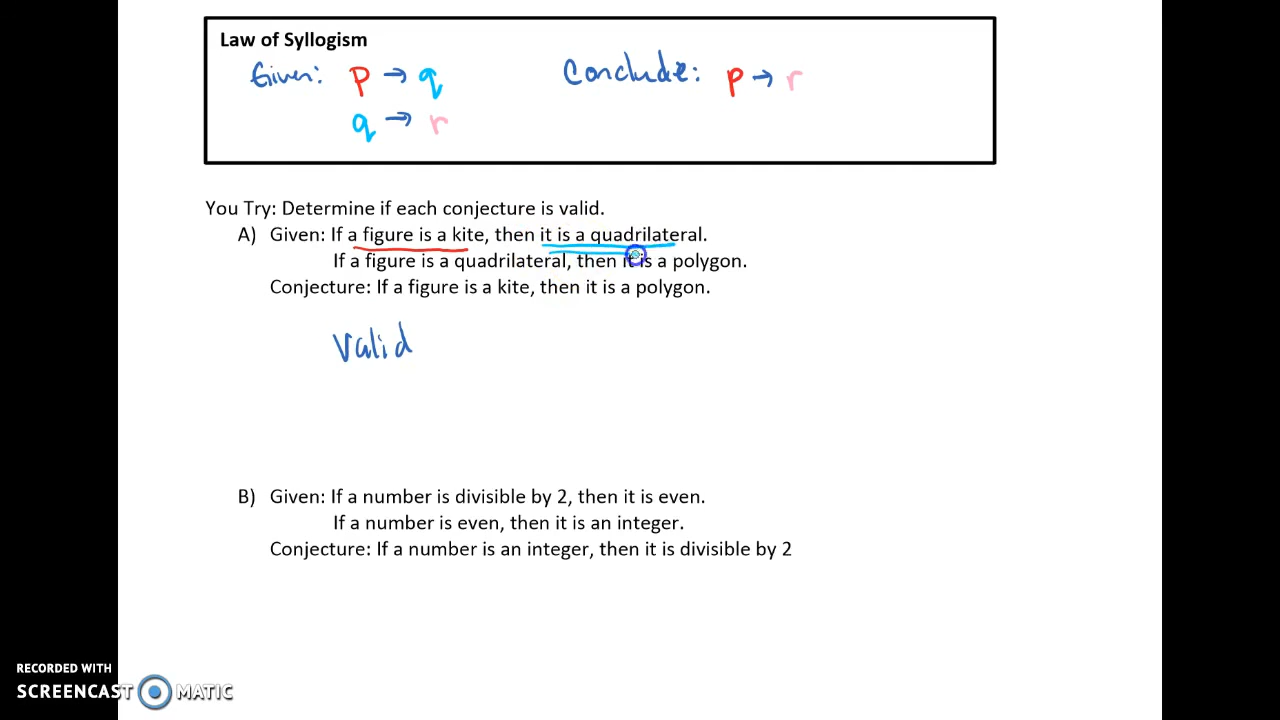 Law of Syllogism
Given: p → q Conclude: p → r
q → r
You Try: Determine if each conjecture is valid.
A) Given: If a figure is a kite, then it is a quadrilateral.
If a figure is a quadrilateral, then it is a polygon.
Conjecture: If a figure is a kite, then it is a polygon.
Valid
B) Given: If a number is divisible by 2, then it is even.
If a number is even, then it is an integer.
Conjecture: If a number is an integer, then it is divisible by 2
RECORDED WITH
SCREENCAST MATIC